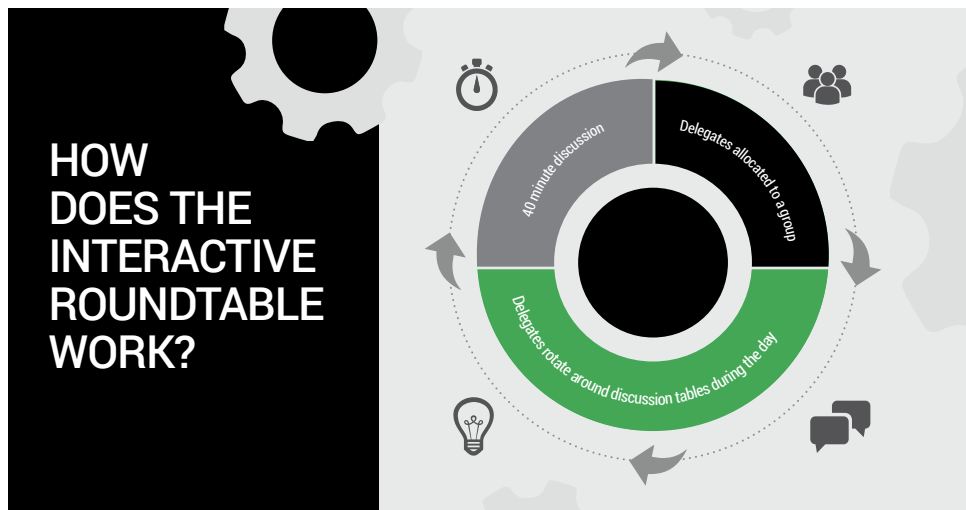 HOW
DOES THE
INTERACTIVE
ROUNDTABLE
WORK?
40 minute discussion
Delegates allocated to a group
Delegates rotate around discussion tables during the day